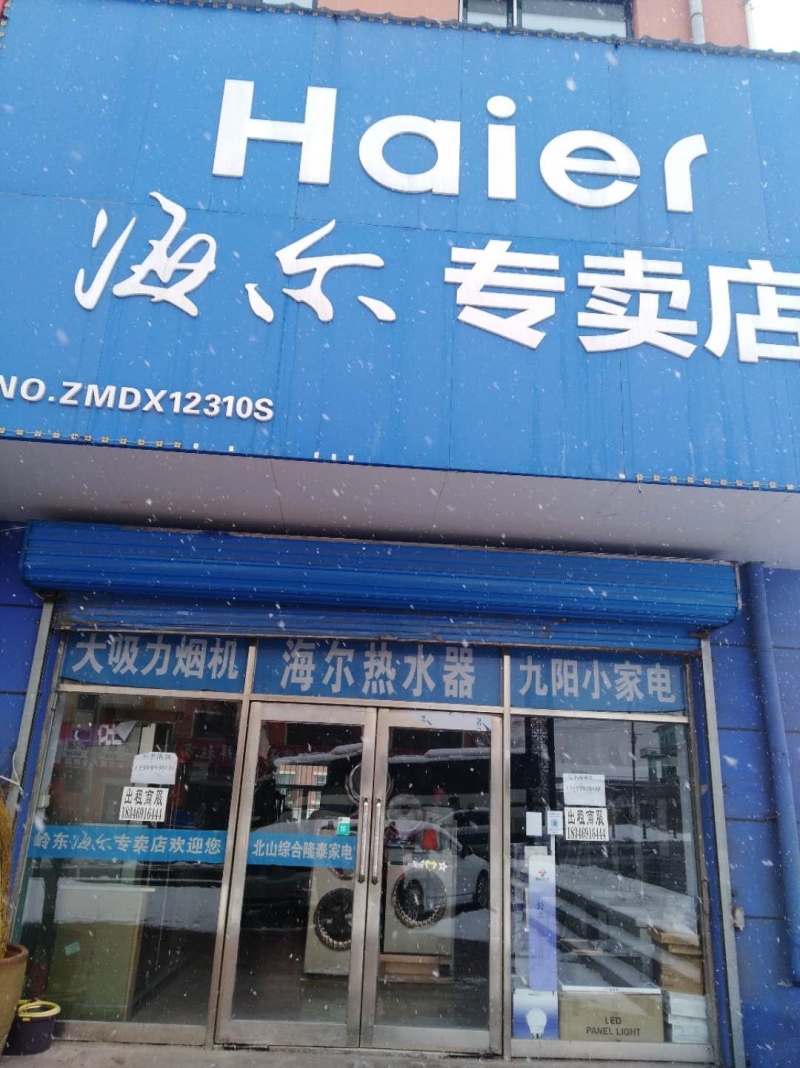 Haier
海尔专卖店
NO.ZMDX12310S
大吸力烟机
海尔热水器
九阳小家电
出租商服
18346916444
出租商服
18346916444
岭东海尔专卖店欢迎您
北山综合隆泰家电
LED
PANEL LIGHT